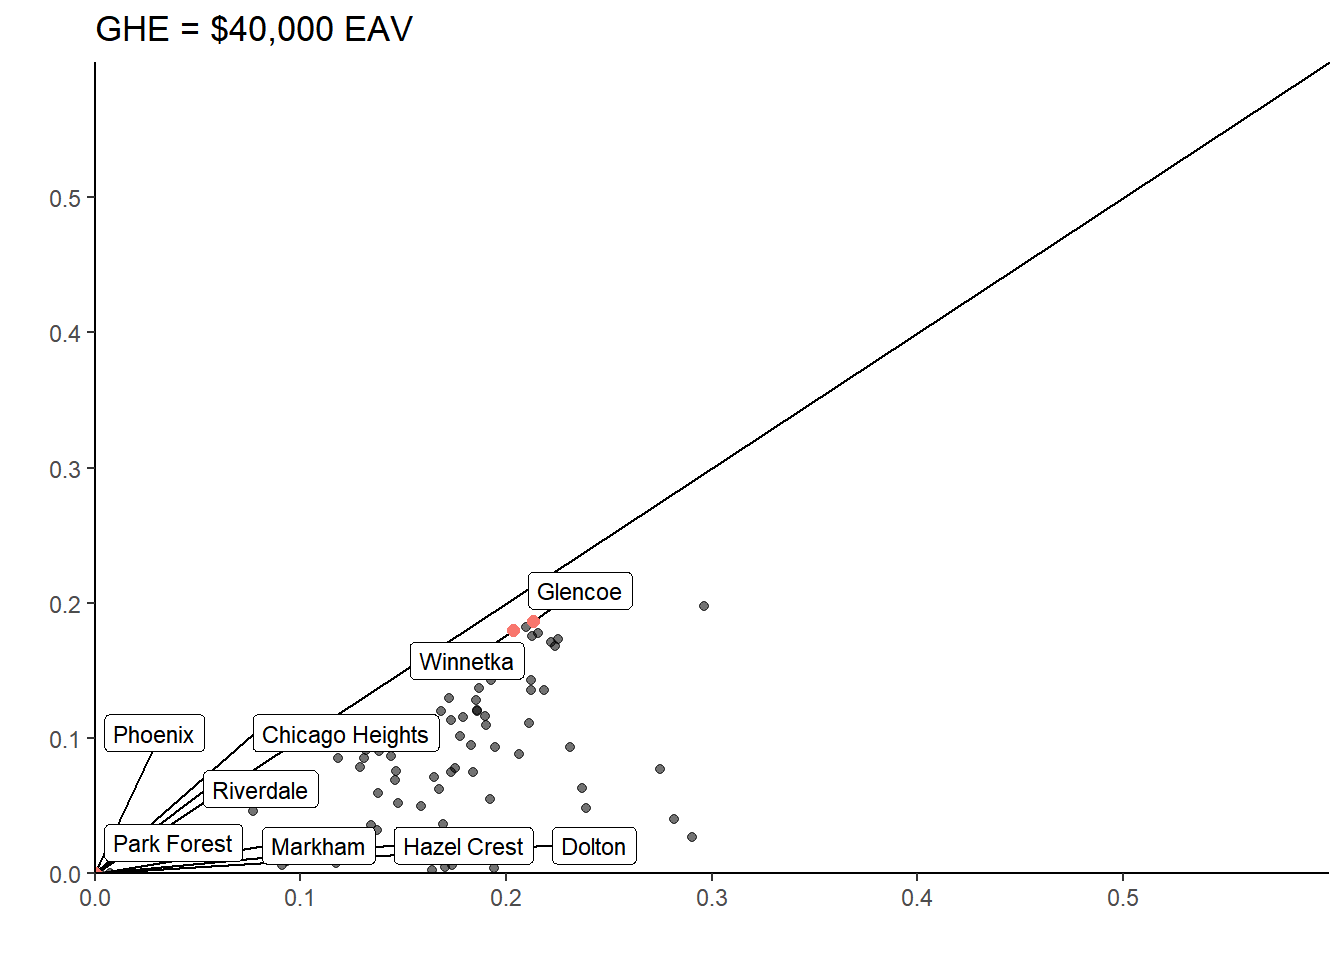 GHE = $40,000 EAV
0.5
0.4
0.3
0.2
0.1
0.0
Glencoe
Winnetka
Phoenix
Chicago Heights
Riverdale
Park Forest
Markham
Hazel Crest
Dolton
0.0 0.1 0.2 0.3 0.4 0.5